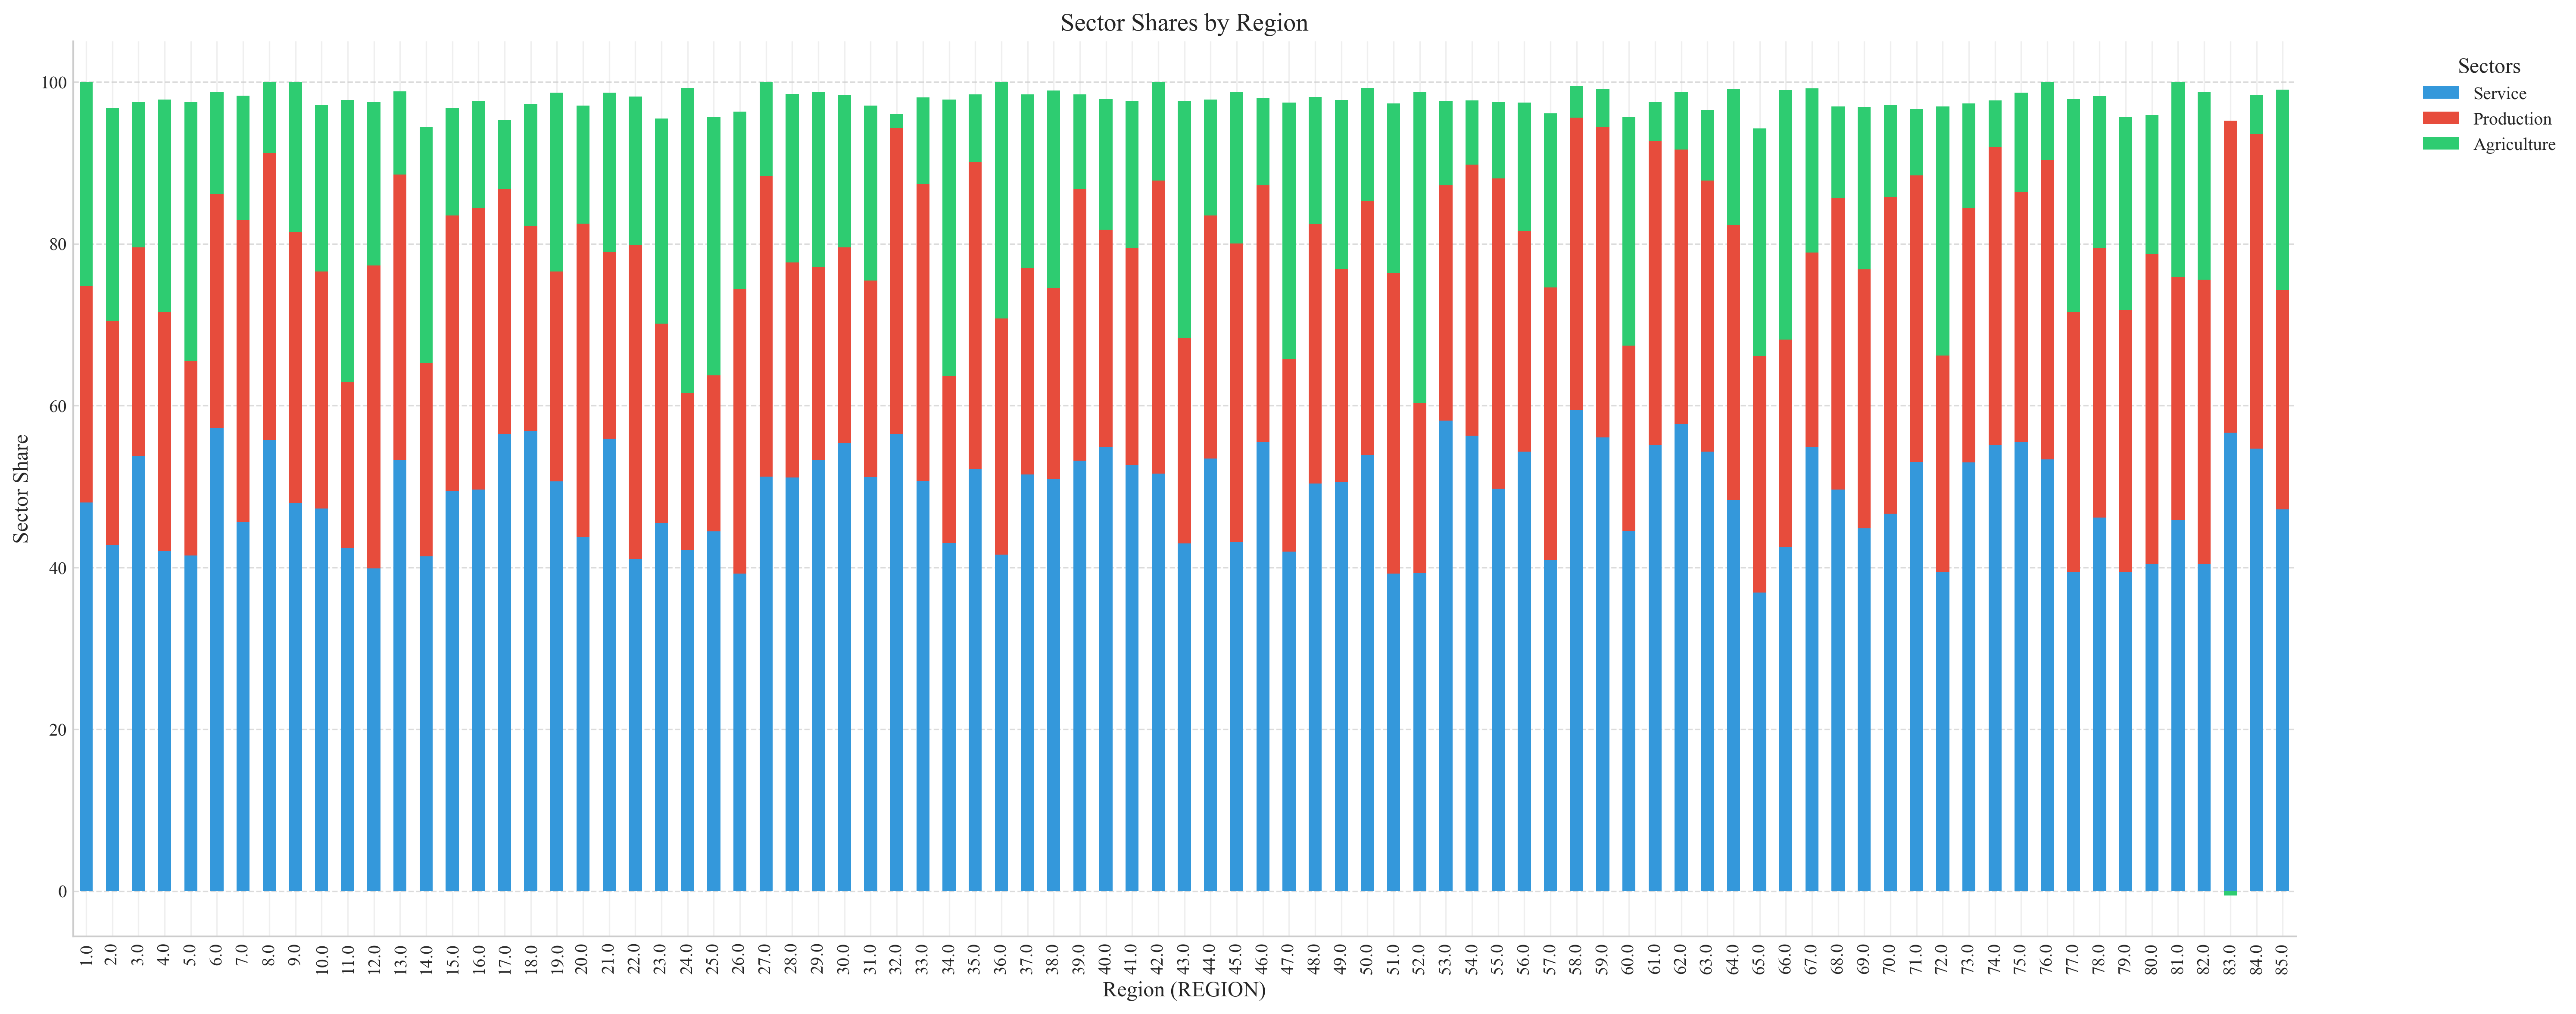 Sector Shares by Region
Sectors
Service
Production
Agriculture
Sector Share
100
80
60
40
20
0
1.0 2.0 3.0 4.0 5.0 6.0 7.0 8.0 9.0 10.0 11.0 12.0 13.0 14.0 15.0 16.0 17.0 18.0 19.0 20.0 21.0 22.0 23.0 24.0 25.0 26.0 27.0 28.0 29.0 30.0 31.0 32.0 33.0 34.0 35.0 36.0 37.0 38.0 39.0 40.0 41.0 42.0 43.0 44.0 45.0 46.0 47.0 48.0 49.0 50.0 51.0 52.0 53.0 54.0 55.0 56.0 57.0 58.0 59.0 60.0 61.0 62.0 63.0 64.0 65.0 66.0 67.0 68.0 69.0 70.0 71.0 72.0 73.0 74.0 75.0 76.0 77.0 78.0 79.0 80.0 81.0 82.0 83.0 84.0 85.0
Region (REGION)